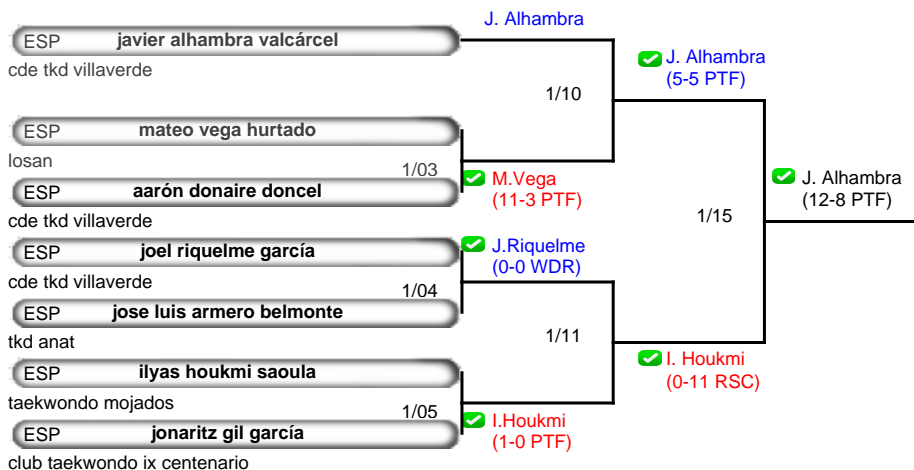 J. Alhambra
ESP javier alhambra valcárcel
cde tkd villaverde
J. Alhambra
(5-5 PTF)
1/10
ESP mateo vega hurtado
losan
1/03
M.Vega
(11-3 PTF)
ESP aarón donaire doncel
cde tkd villaverde
J. Alhambra
(12-8 PTF)
1/15
ESP joel riquelme garcía
cde tkd villaverde
J.Riquelme
(0-0 WDR)
1/04
ESP jose luis armero belmonte
tkd anat
1/11
I. Houkmi
(0-11 RSC)
ESP ilyas houkmi saoula
taekwondo mojados
1/05
I.Houkmi
(1-0 PTF)
ESP jonaritz gil garcía
club taekwondo ix centenario